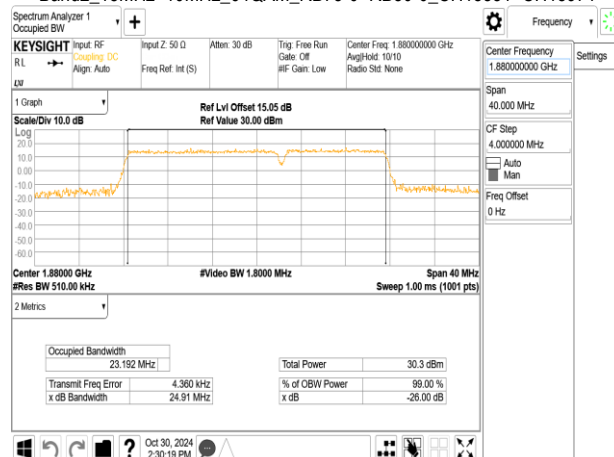 Spectrum Analyzer 1
Occupied BW
Frequency
Settings
KEYSIGHT
Input: RF
Coupling: DC
Align: Auto
Input Z: 50 Ω
Freq Ref: Int (S)
Atten: 30 dB
Trig: Free Run
Gate: Off
#IF Gain: Low
Center Freq: 1.880000000 GHz
Avg|Hold: 10/10
Radio Std: None
RL
LXI
Center Frequency
1.880000000 GHz
Span
40.000 MHz
CF Step
4.000000 MHz
Auto
Man
Freq Offset
0 Hz
1 Graph
Scale/Div 10.0 dB
Ref Lvl Offset 15.05 dB
Ref Value 30.00 dBm
Log
20.0
10.0
0.00
-10.0
-20.0
-30.0
-40.0
-50.0
-60.0
Center 1.88000 GHz
#Video BW 1.8000 MHz
Span 40 MHz
#Res BW 510.00 kHz
Sweep 1.00 ms (1001 pts)
2 Metrics
Occupied Bandwidth
23.192 MHz
Total Power 30.3 dBm
Transmit Freq Error 4.360 kHz
% of OBW Power 99.00 %
x dB Bandwidth 24.91 MHz
x dB -26.00 dB
?
Oct 30, 2024
2:30:19 PM